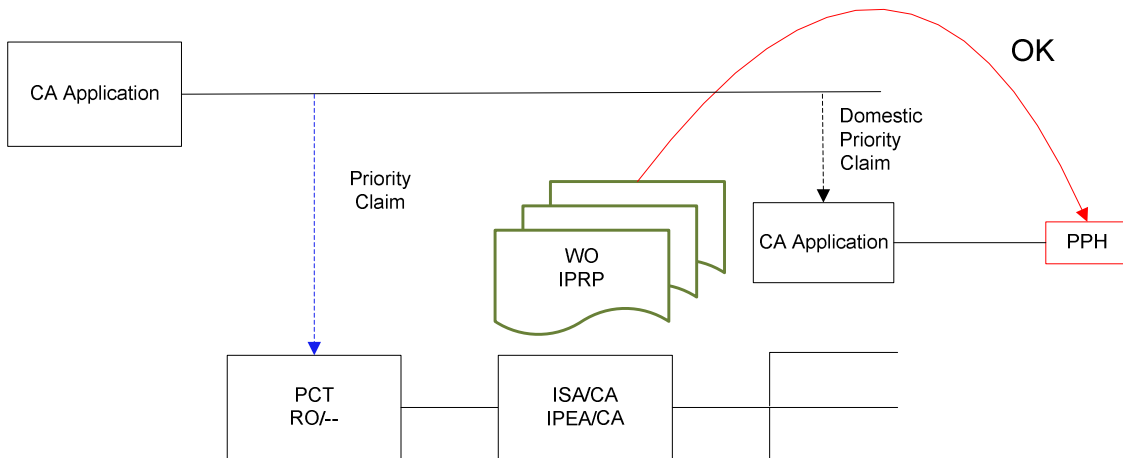 OK
CA Application
Domestic
Priority
Claim
Priority
Claim
WO
IPRP
CA Application
PPH
PCT
RO/--
ISA/CA
IPEA/CA